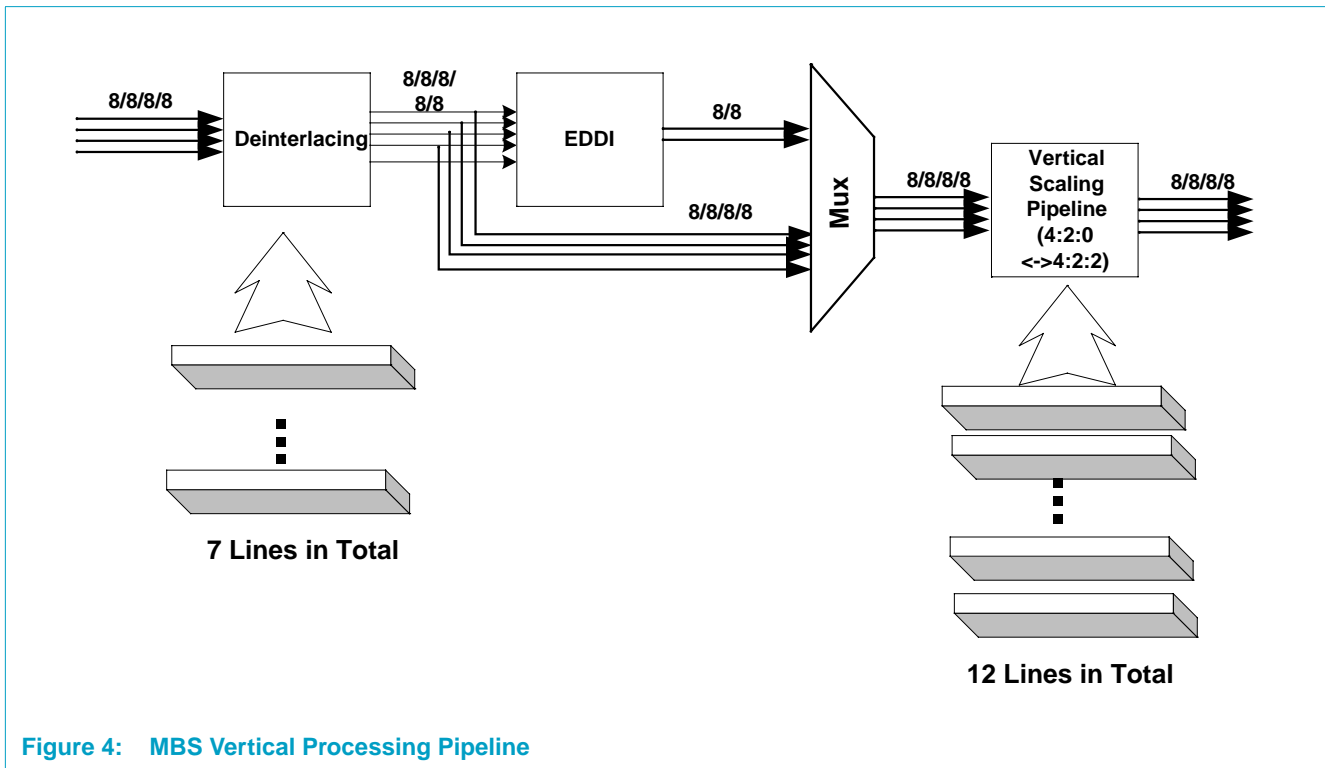 8/8/8/8
Deinterlacing
8/8/8/
8/8
EDDI
8/8
8/8/8/8
Mux
8/8/8/8
Vertical
Scaling
Pipeline
(4:2:0
<->4:2:2)
8/8/8/8
7 Lines in Total
12 Lines in Total
Figure 4: MBS Vertical Processing Pipeline